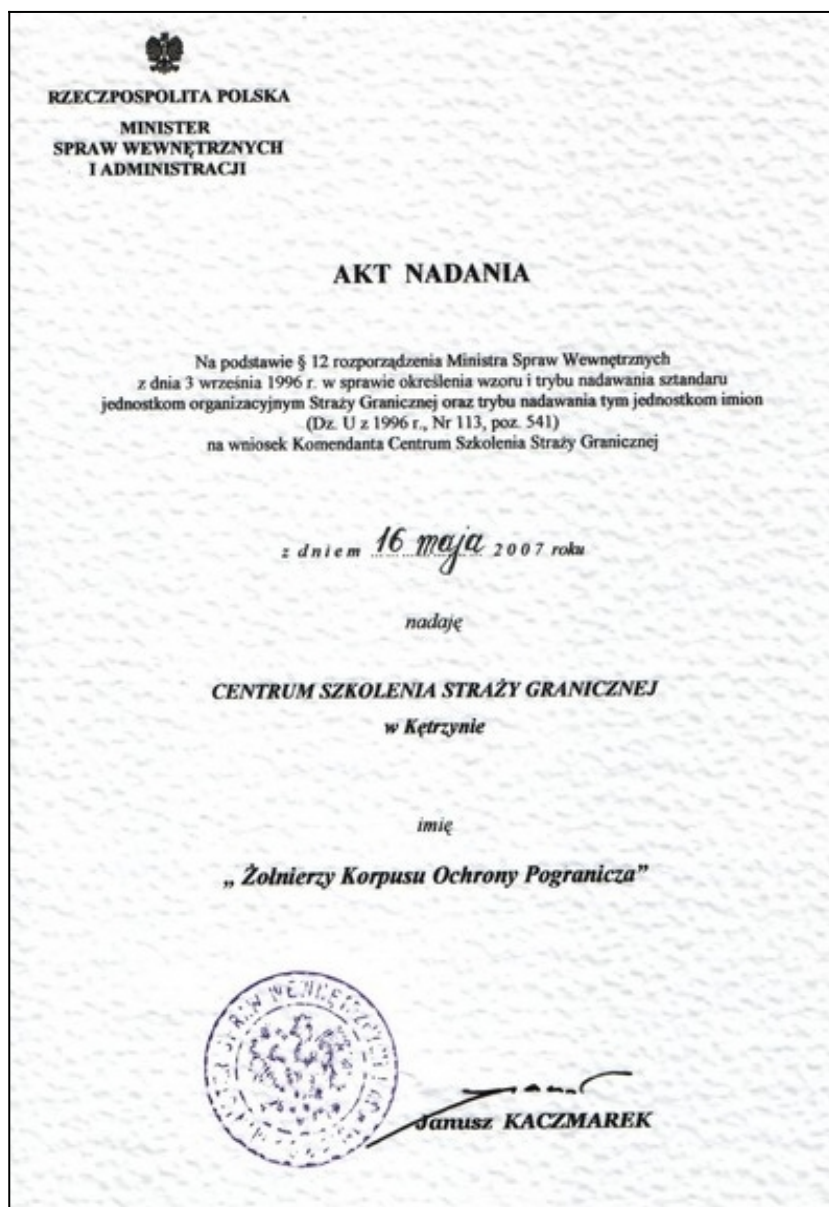 RZECZPOSPOLITA POLSKA
MINISTER
SPRAW WEWNĘTRZNYCH
I ADMINISTRACJI
AKT NADANIA
Na podstawie § 12 rozporządzenia Ministra Spraw Wewnętrznych
z dnia 3 września 1996 r. w sprawie określenia wzoru i trybu nadawania sztandaru
jednostkom organizacyjnym Straży Granicznej oraz trybu nadawania tym jednostkom imion
(Dz. U z 1996 r., Nr 113, poz. 541)
na wniosek Komendanta Centrum Szkolenia Straży Granicznej
z dniem 16 maja 2007 roku
nadaję
CENTRUM SZKOLENIA STRAŻY GRANICZNEJ
w Kętrzynie
imię
„ Żołnierzy Korpusu Ochrony Pogranicza”
SPRAW WEWNĘTRZNYCH I
Janusz KACZMAREK